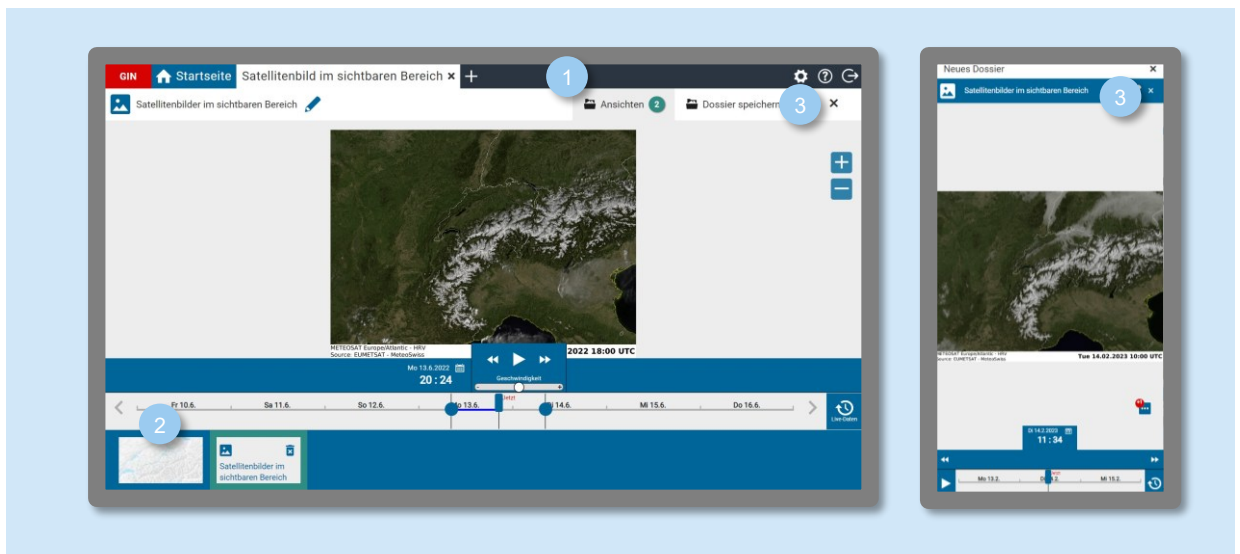 GIN Startseite Satellitenbild im sichtbaren Bereich × + 1
Satellitenbilder im sichtbaren Bereich Ansichten 2 Dossier speichern 3 ×
+
−
METEOSAT Europe/Atlantic - HRV
Source: EUMETSAT - MeteoSwiss
2022 18:00 UTC
Mo 13.6.2022
20 : 24
Geschwindigkeit
- +
Jetzt
Fr 10.6. Sa 11.6. So 12.6. Mo 13.6. 14.6. Mi 15.6. Do 16.6.
Live-Daten
2
Satellitenbilder im
sichtbaren Bereich
Neues Dossier ×
Satellitenbilder im sichtbaren Bereich 3 ×
METEOSAT Europe/Atlantic - HRV
Source: EUMETSAT - MeteoSwiss
Tue 14.02.2023 10:00 UTC
Di 14.2.2023
11 : 34
Jetzt
Mo 13.2. Mi 15.2.